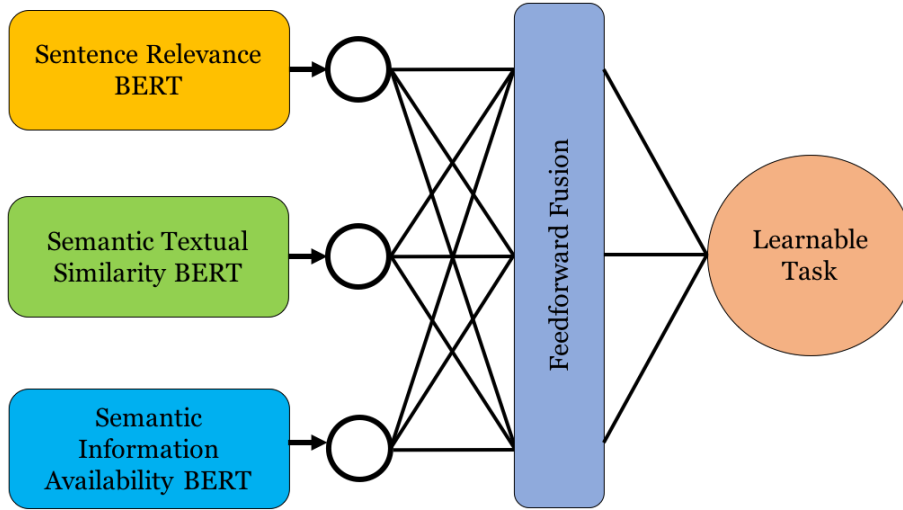 Sentence Relevance
BERT
Semantic Textual
Similarity BERT
Semantic
Information
Availability BERT
Feedforward Fusion
Learnable
Task